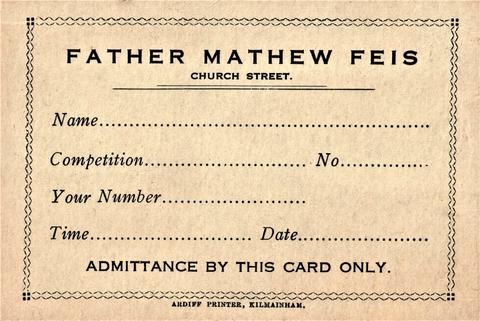 FATHER MATHEW FEIS
CHURCH STREET.
Name..........................................................
Competition............................ No...............
Your Number.........................
Time............................ Date......................
ADMITTANCE BY THIS CARD ONLY.
ARDIFF PRINTER, KILMAINHAM.